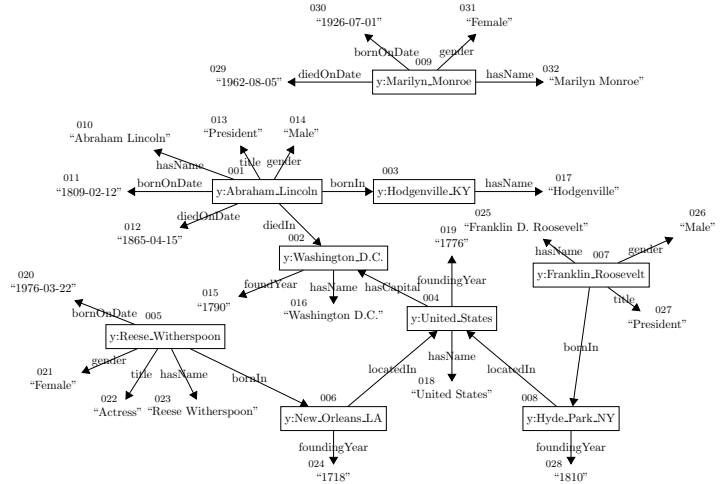 030
031
"1926-07-01"
"Female"
bornOnDate
gender
009
029
diedOnDate
y:Marilyn_Monroe
hasName
032
"1962-08-05"
"Marilyn Monroe"
010
013
014
"Abraham Lincoln"
"President"
"Male"
hasName
title
gender
001
003
011
bornOnDate
y:Abraham_Lincoln
bornIn
y:Hodgenville_KY
hasName
017
"1809-02-12"
"Hodgenville"
012
diedOnDate
"1865-04-15"
diedIn
002
y:Washington_D.C.
019
"1776"
025
"Franklin D. Roosevelt"
026
"Male"
hasName
gender
007
y:Franklin_Roosevelt
title
027
"President"
020
"1976-03-22"
bornOnDate
015
"1790"
foundYear
hasName
016
"Washington D.C."
hasCapital
foundingYear
004
y:United_States
005
y:Reese_Witherspoon
021
"Female"
gender
title
hasName
bornIn
022
"Actress"
023
"Reese Witherspoon"
locatedIn
hasName
locatedIn
bornIn
018
"United States"
006
y:New_Orleans_LA
008
y:Hyde_Park_NY
foundingYear
foundingYear
024
"1718"
028
"1810"